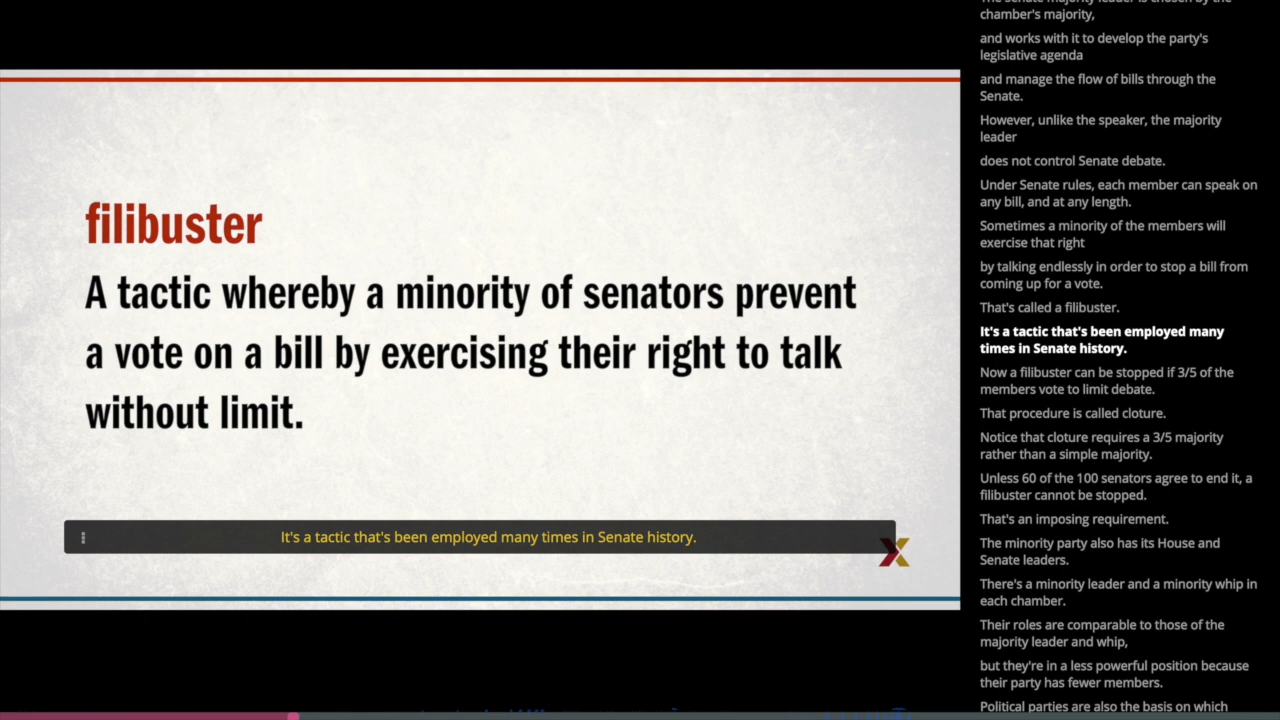 filibuster
A tactic whereby a minority of senators prevent
a vote on a bill by exercising their right to talk
without limit.
It's a tactic that's been employed many times in Senate history.
chamber's majority,
and works with it to develop the party's
legislative agenda
and manage the flow of bills through the
Senate.
However, unlike the speaker, the majority
leader
does not control Senate debate.
Under Senate rules, each member can speak on
any bill, and at any length.
Sometimes a minority of the members will
exercise that right
by talking endlessly in order to stop a bill from
coming up for a vote.
That's called a filibuster.
It's a tactic that's been employed many
times in Senate history.
Now a filibuster can be stopped if 3/5 of the
members vote to limit debate.
That procedure is called cloture.
Notice that cloture requires a 3/5 majority
rather than a simple majority.
Unless 60 of the 100 senators agree to end it, a
filibuster cannot be stopped.
That's an imposing requirement.
The minority party also has its House and
Senate leaders.
There's a minority leader and a minority whip in
each chamber.
Their roles are comparable to those of the
majority leader and whip,
but they're in a less powerful position because
their party has fewer members.
Political parties are also the basis on which